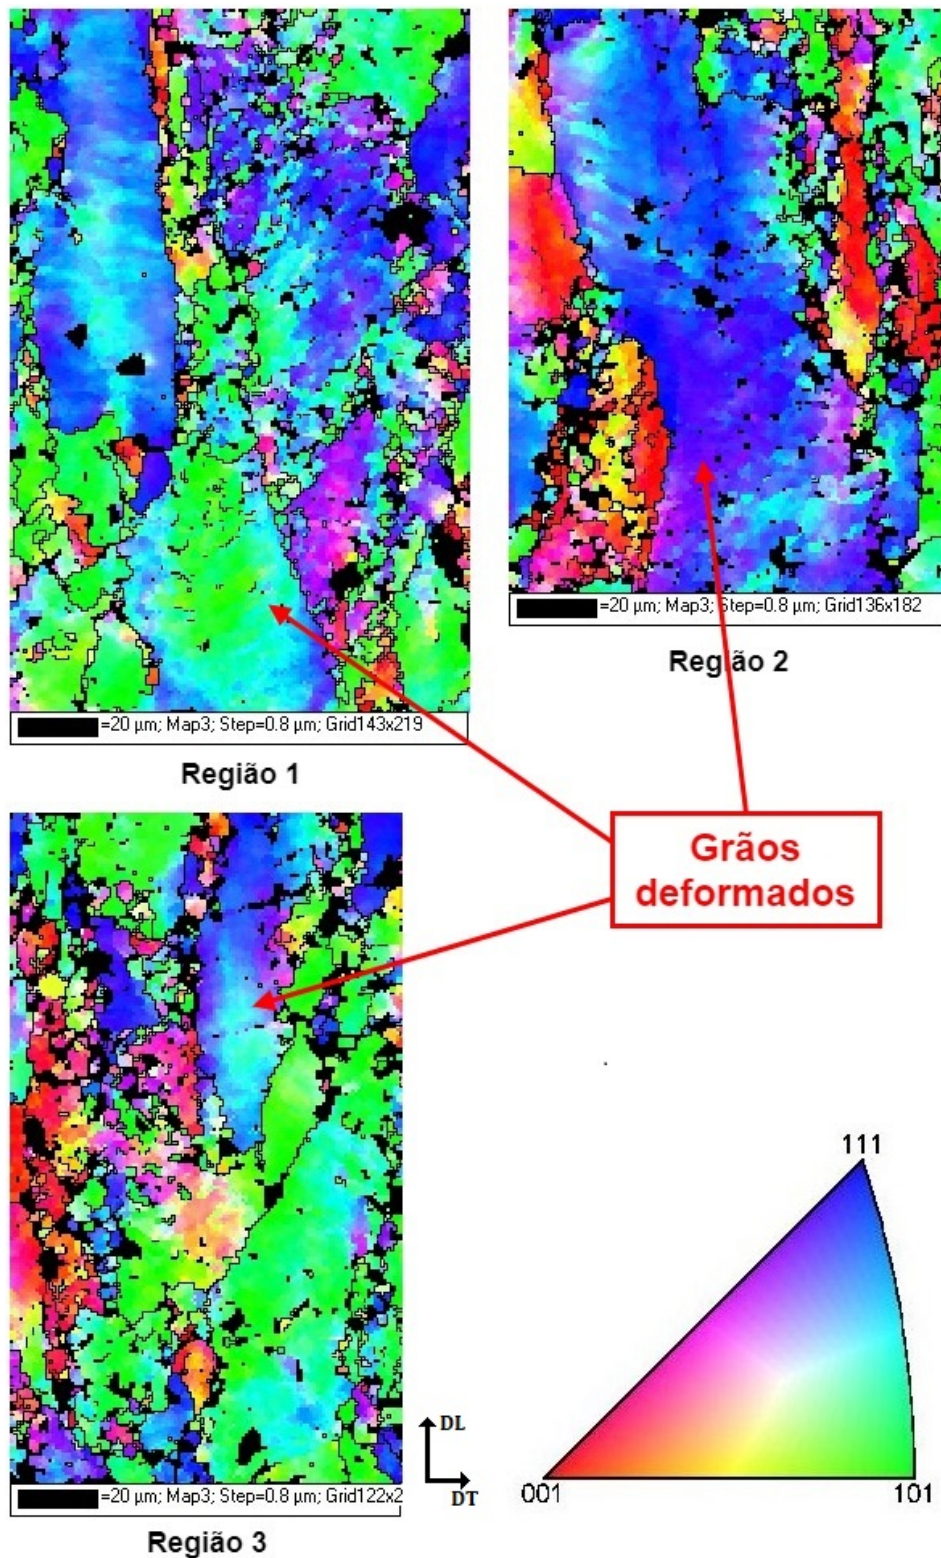 =20 µm; Map3; Step=0.8 µm; Grid143x219
Região 1
=20 µm; Map3; Step=0.8 µm; Grid136x182
Região 2
Grãos
deformados
=20 µm; Map3; Step=0.8 µm; Grid122x2
Região 3
DL
DT
111
001
101